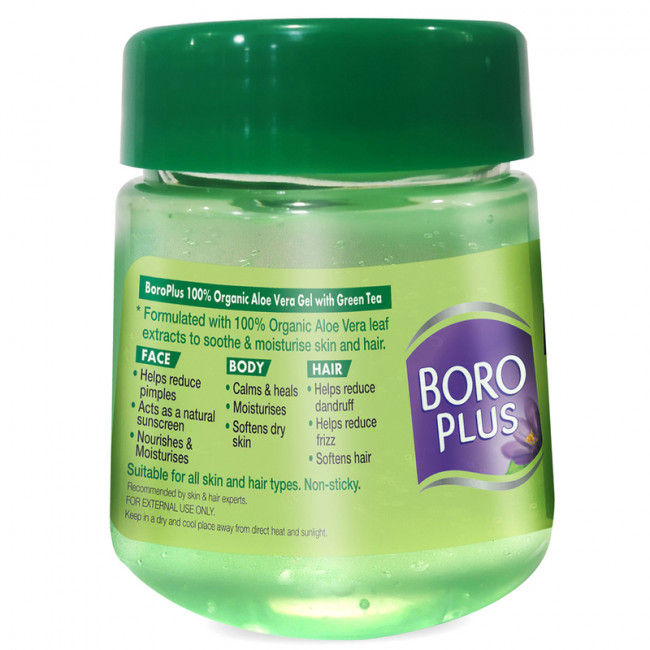 BoroPlus 100% Organic Aloe Vera Gel with Green Tea
* Formulated with 100% Organic Aloe Vera leaf
extracts to soothe & moisturise skin and hair.
FACE
• Helps reduce
pimples
• Acts as a natural
sunscreen
• Nourishes &
Moisturises
BODY
• Calms & heals
• Moisturises
• Softens dry
skin
HAIR
• Helps reduce
dandruff
• Helps reduce
frizz
• Softens hair
Suitable for all skin and hair types. Non-sticky.
Recommended by skin & hair experts.
FOR EXTERNAL USE ONLY.
Keep in a dry and cool place away from direct heat and sunlight.
BORO
PLUS